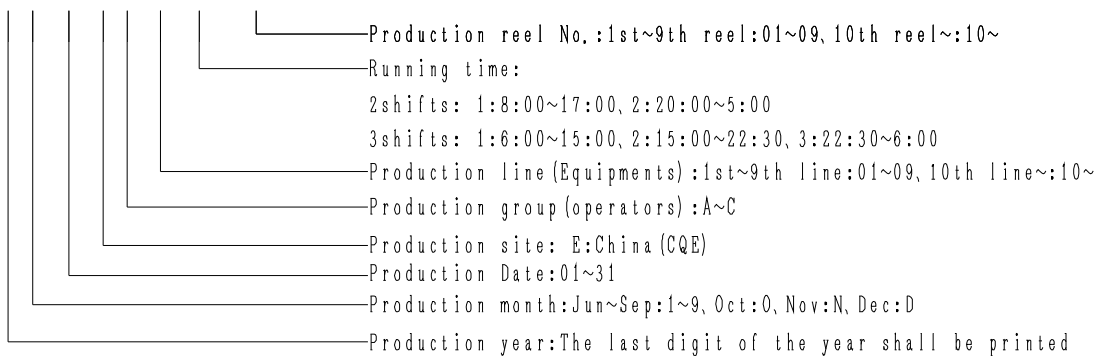 Production reel No.:1st~9th reel:01~09、10th reel~:10~
Running time:
2shifts: 1:8:00~17:00、2:20:00~5:00
3shifts: 1:6:00~15:00、2:15:00~22:30、3:22:30~6:00
Production line(Equipments):1st~9th line:01~09、10th line~:10~
Production group(operators):A~C
Production site: E:China(CQE)
Production Date:01~31
Production month:Jun~Sep:1~9、Oct:O、Nov:N、Dec:D
Production year:The last digit of the year shall be printed